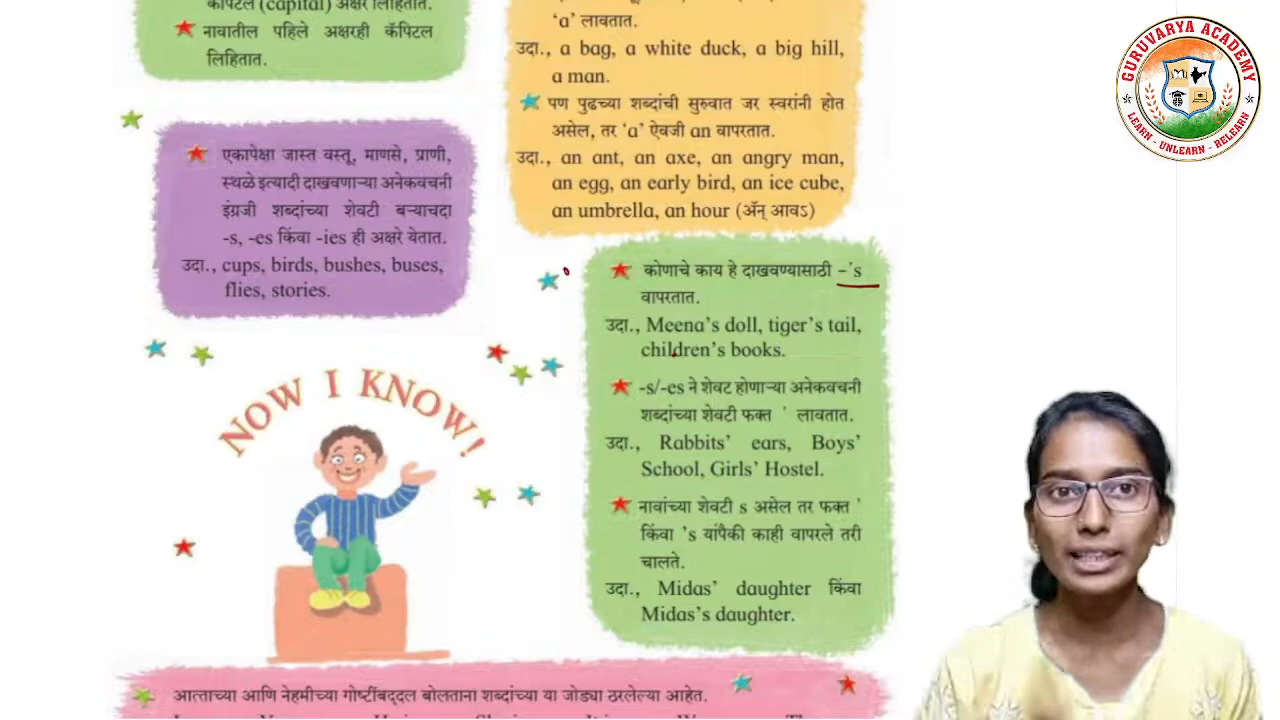 कॅपिटल (capital) अक्षर लिहितात.
★ नावातील पहिले अक्षरही कॅपिटल
लिहितात.
★ एकापेक्षा जास्त वस्तू, माणसे, प्राणी,
स्थळे इत्यादी दाखवणाऱ्या अनेकवचनी
इंग्रजी शब्दांच्या शेवटी बऱ्याचदा
-s, -es किंवा -ies ही अक्षरे येतात.
उदा., cups, birds, bushes, buses,
flies, stories.
NOW I KNOW!
'a' लावतात.
उदा., a bag, a white duck, a big hill,
a man.
★ पण पुढच्या शब्दांची सुरुवात जर स्वरांनी होत
असेल, तर 'a' ऐवजी an वापरतात.
उदा., an ant, an axe, an angry man,
an egg, an early bird, an ice cube,
an umbrella, an hour (ॲन् आवऽ)
★ कोणाचे काय हे दाखवण्यासाठी -'s
वापरतात.
उदा., Meena's doll, tiger's tail,
children's books.
★ -s/-es ने शेवट होणाऱ्या अनेकवचनी
शब्दांच्या शेवटी फक्त ' लावतात.
उदा., Rabbits' ears, Boys'
School, Girls' Hostel.
★ नावांच्या शेवटी s असेल तर फक्त '
किंवा 's यांपैकी काही वापरले तरी
चालते.
उदा., Midas' daughter किंवा
Midas's daughter.
★ आत्ताच्या आणि नेहमीच्या गोष्टींबद्दल बोलताना शब्दांच्या या जोड्या ठरलेल्या आहेत.
GURUVARYA ACADEMY
LEARN - UNLEARN - RELEARN